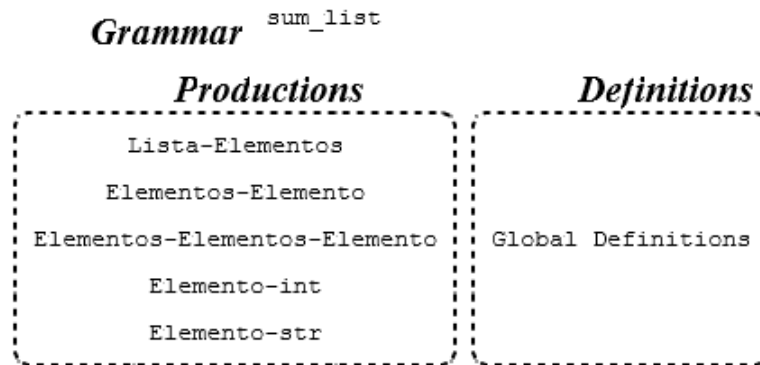 Grammar sum_list
Productions Definitions
Lista-Elementos
Elementos-Elemento
Elementos-Elementos-Elemento Global Definitions
Elemento-int
Elemento-str